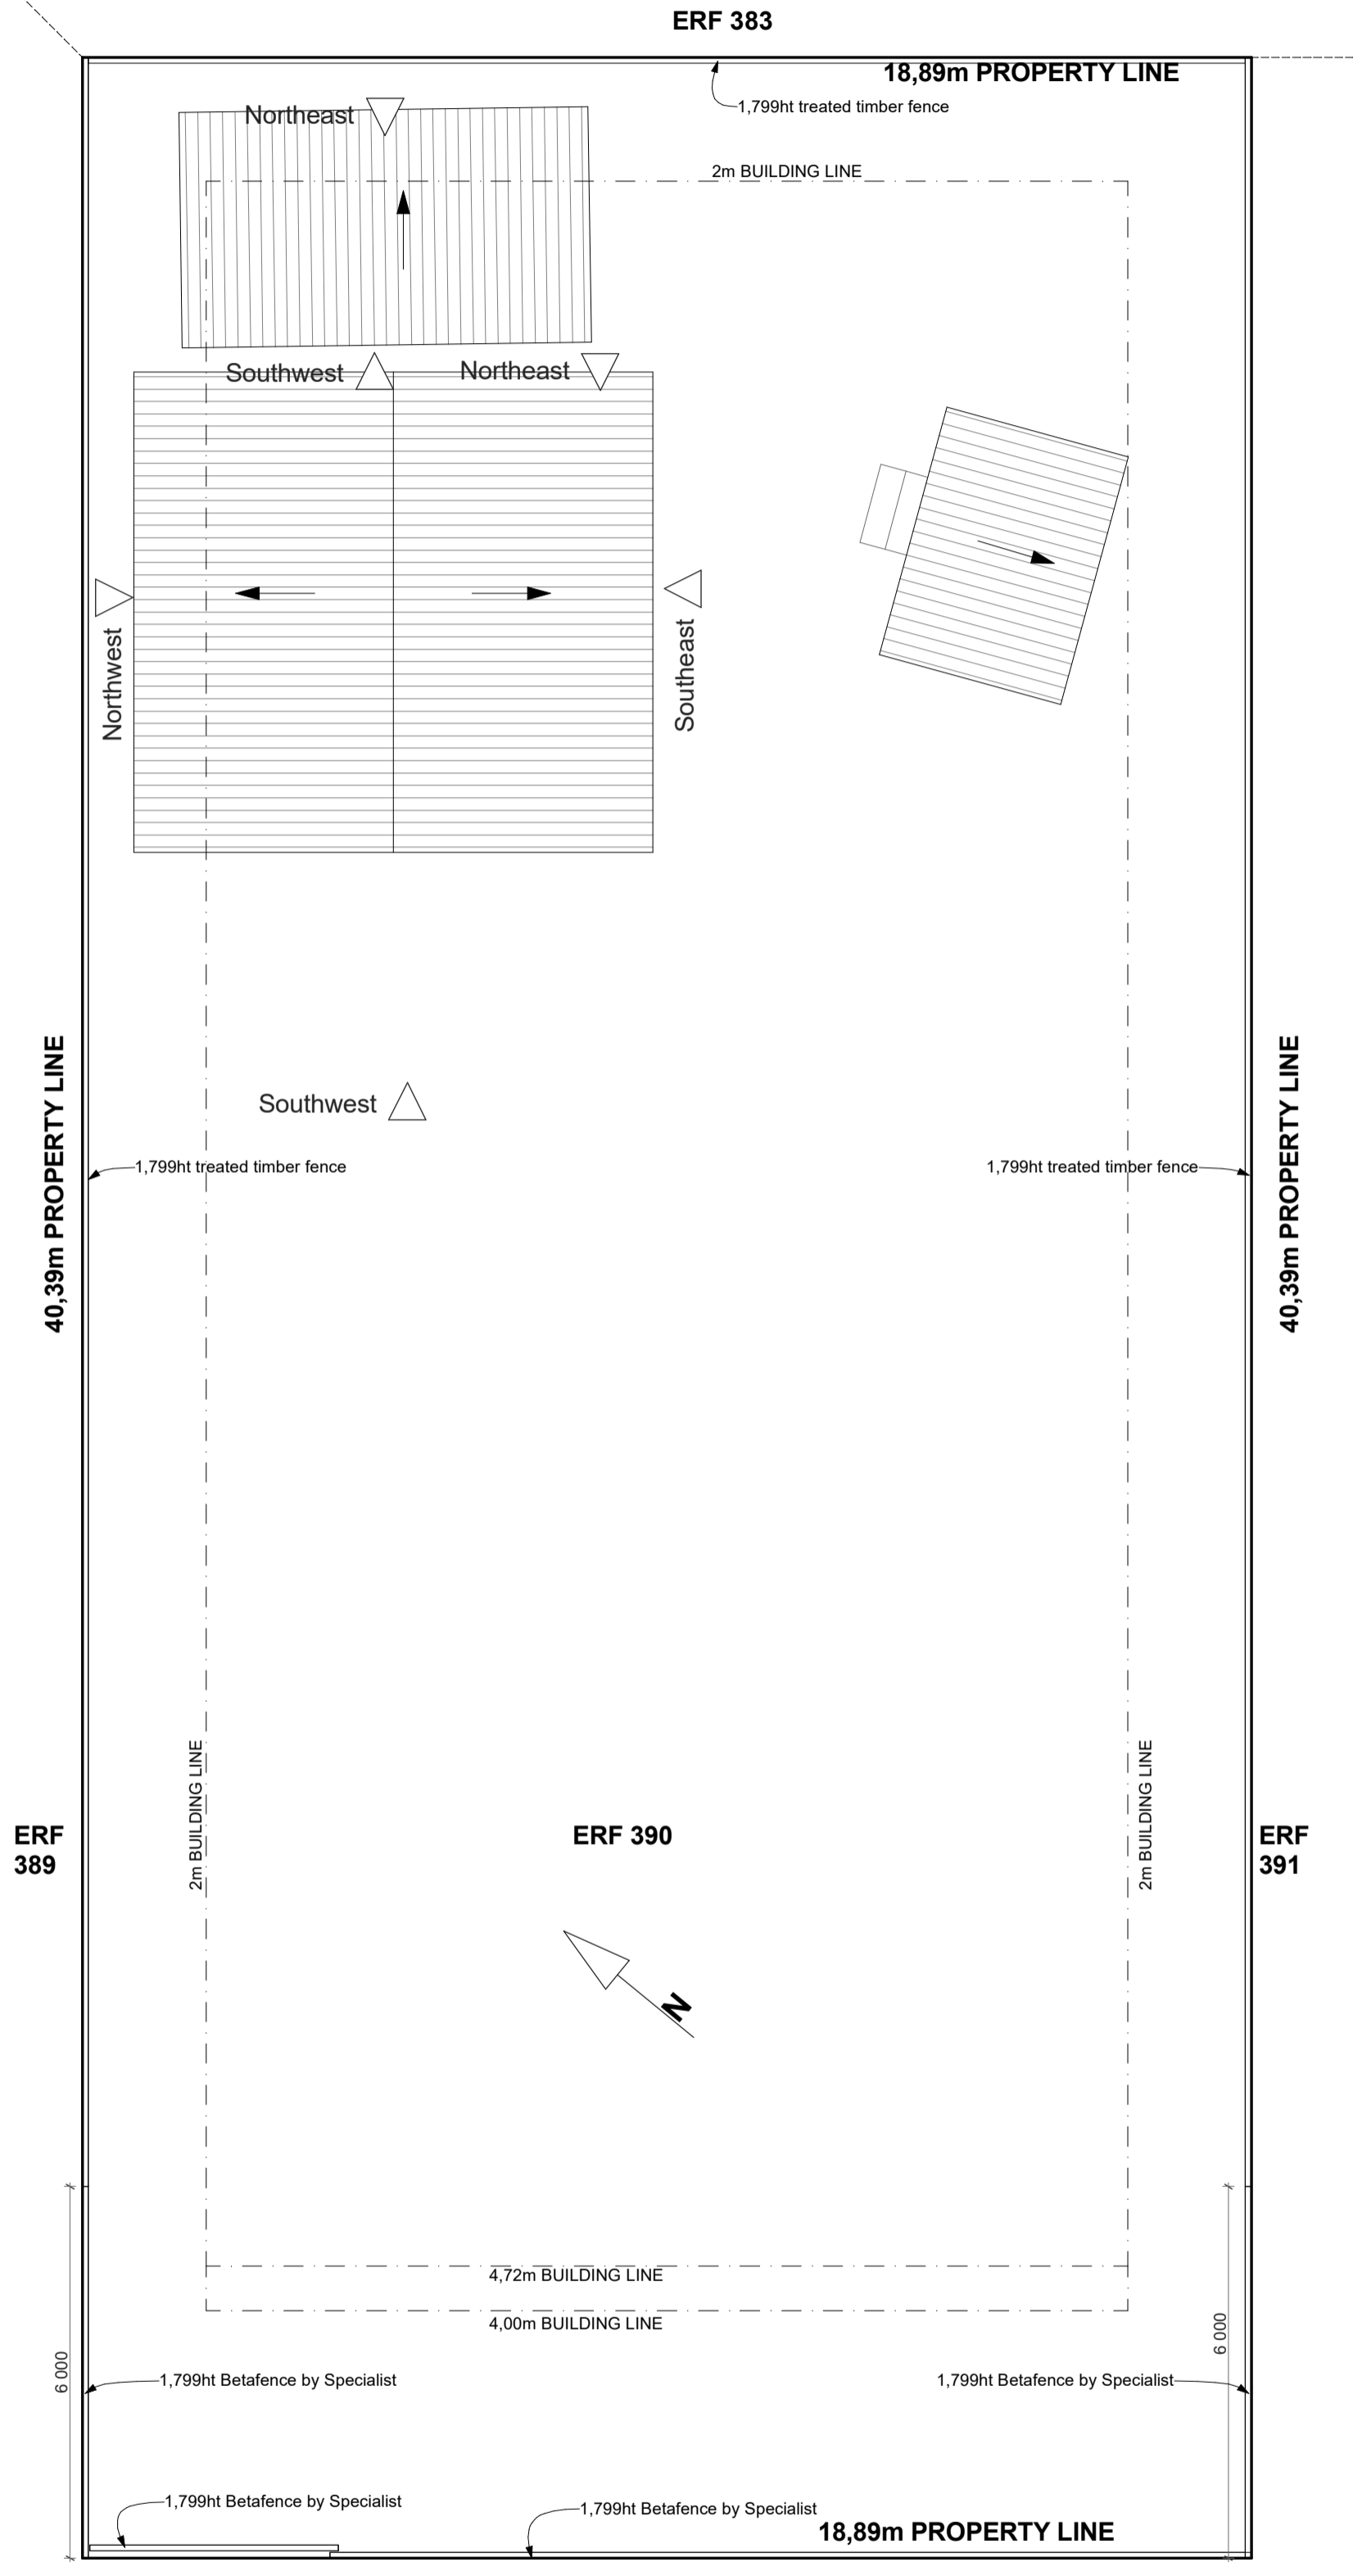 ERF 383
18,89m PROPERTY LINE
1,799ht treated timber fence
Northeast
2m BUILDING LINE
Southwest
Northeast
Northwest
Southeast
40,39m PROPERTY LINE
40,39m PROPERTY LINE
Southwest
1,799ht treated timber fence
1,799ht treated timber fence
2m BUILDING LINE
2m BUILDING LINE
ERF
389
ERF 390
ERF
391
N
4,72m BUILDING LINE
4,00m BUILDING LINE
6 000
6 000
1,799ht Betafence by Specialist
1,799ht Betafence by Specialist
1,799ht Betafence by Specialist
1,799ht Betafence by Specialist
18,89m PROPERTY LINE